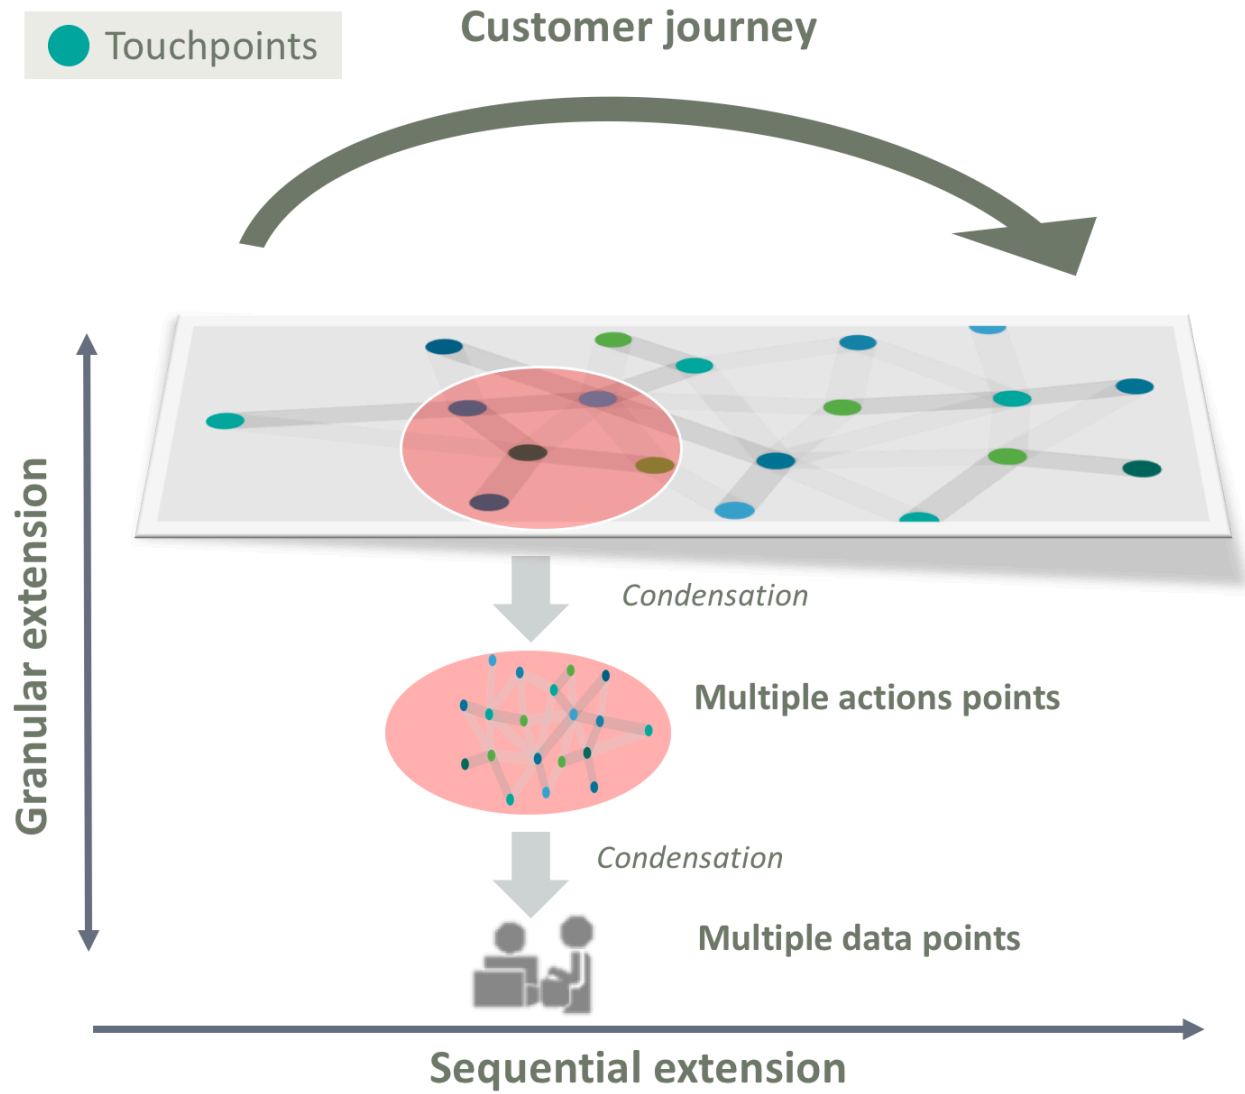 Customer journey
Touchpoints
Granular extension
Condensation
Multiple actions points
Condensation
Multiple data points
Sequential extension